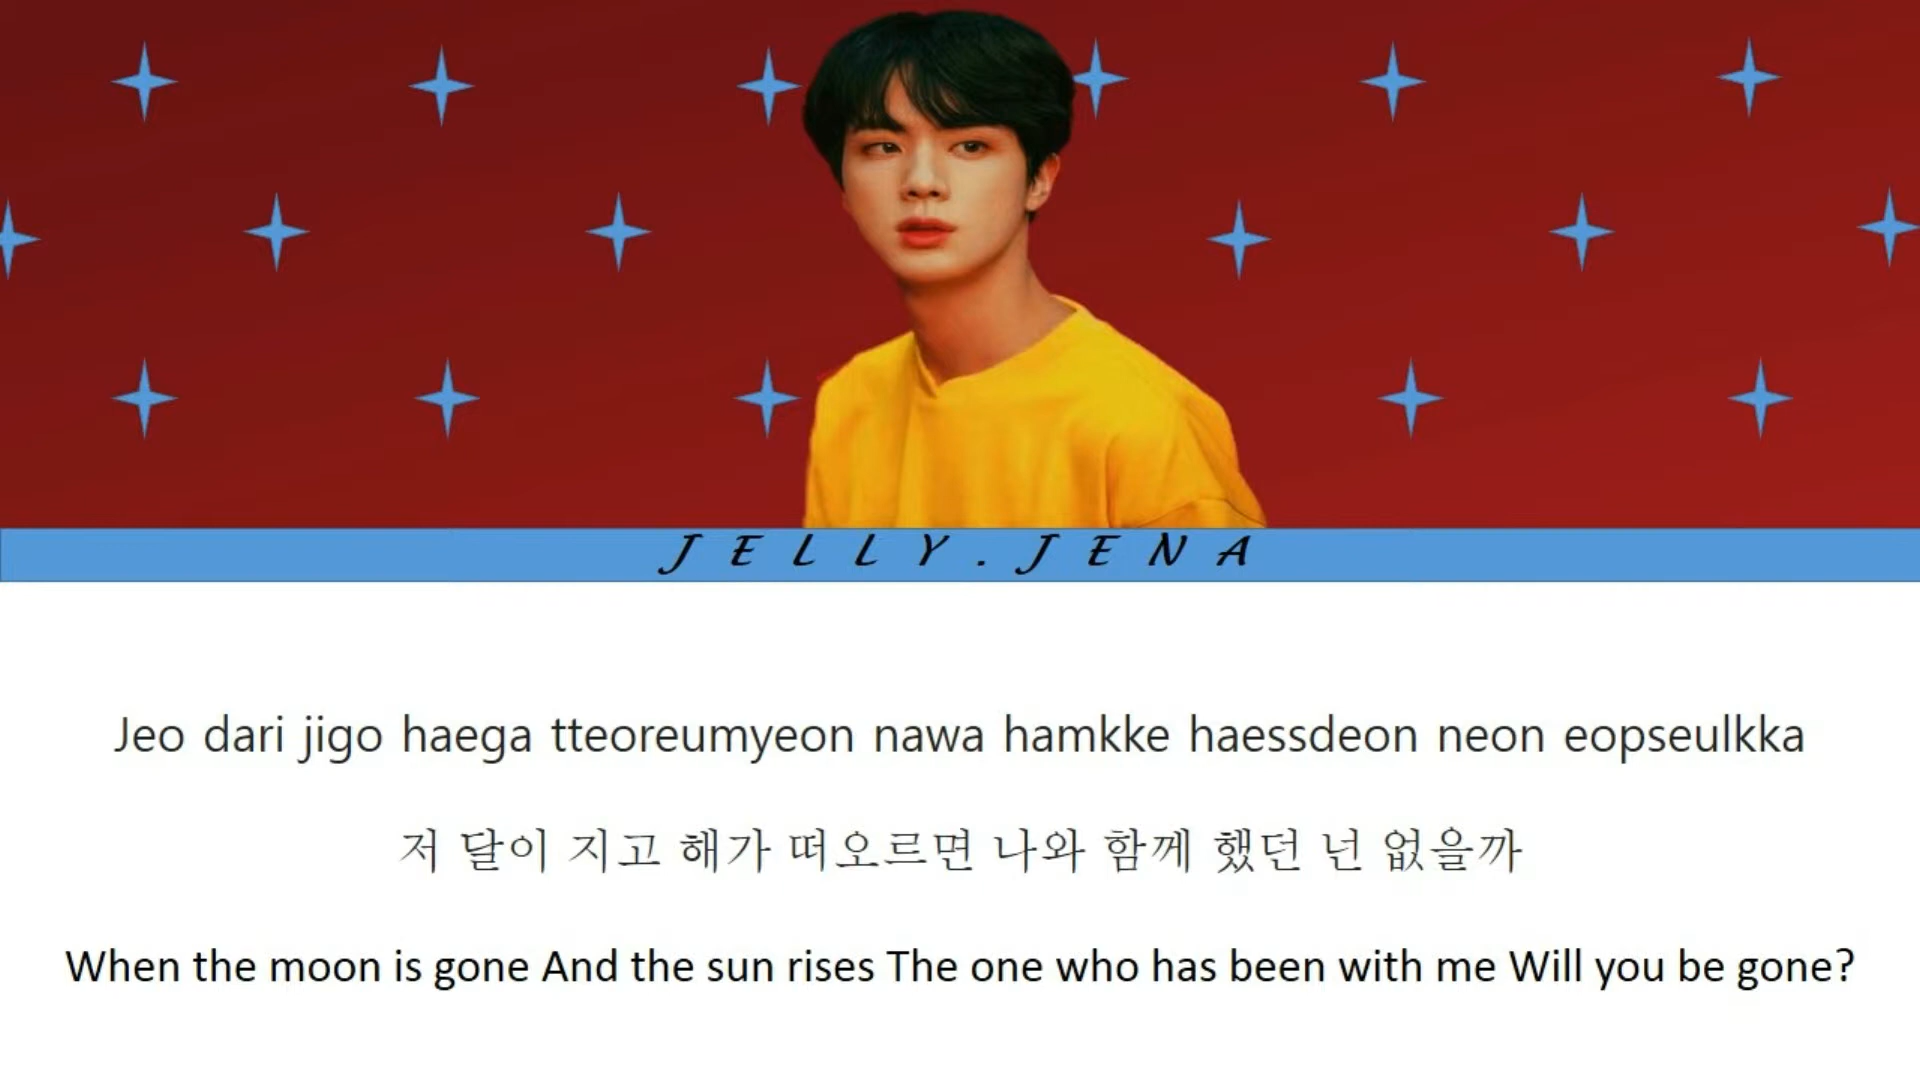 JELLY.JENA
Jeo dari jigo haega tteoreumyeon nawa hamkke haessdeon neon eopseulkka
저 달이 지고 해가 떠오르면 나와 함께 했던 넌 없을까
When the moon is gone And the sun rises The one who has been with me Will you be gone?